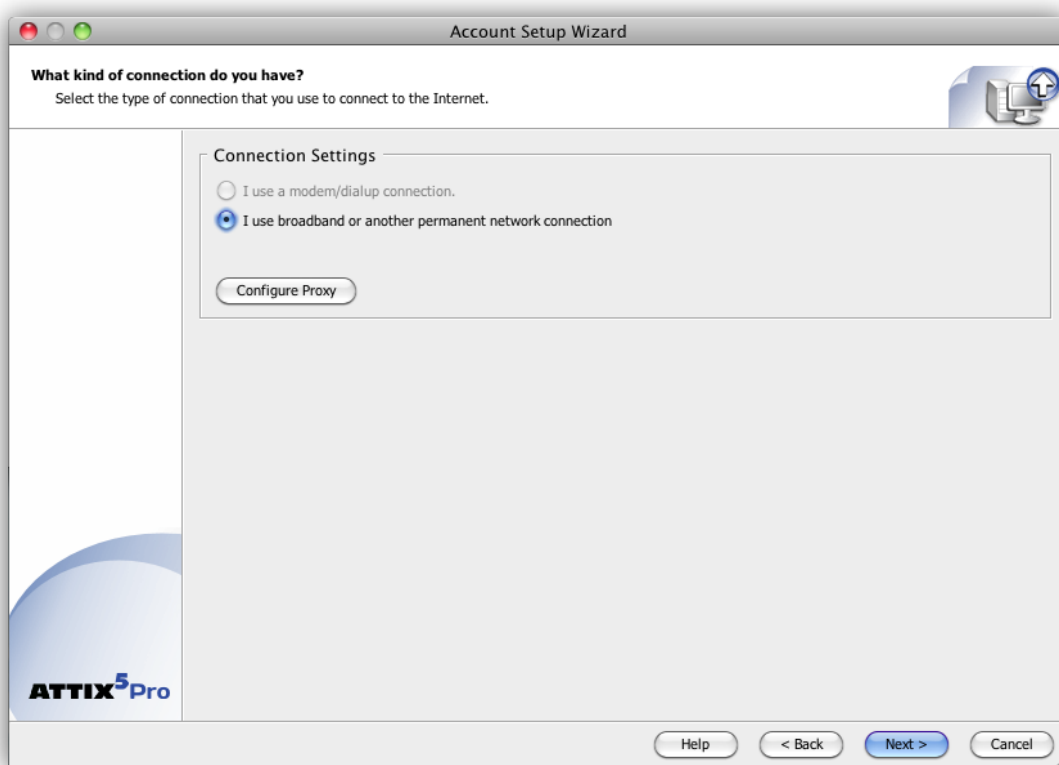 Account Setup Wizard
What kind of connection do you have?
Select the type of connection that you use to connect to the Internet.
Connection Settings
I use a modem/dialup connection.
I use broadband or another permanent network connection
Configure Proxy
ATTIX5Pro
Help
< Back
Next >
Cancel